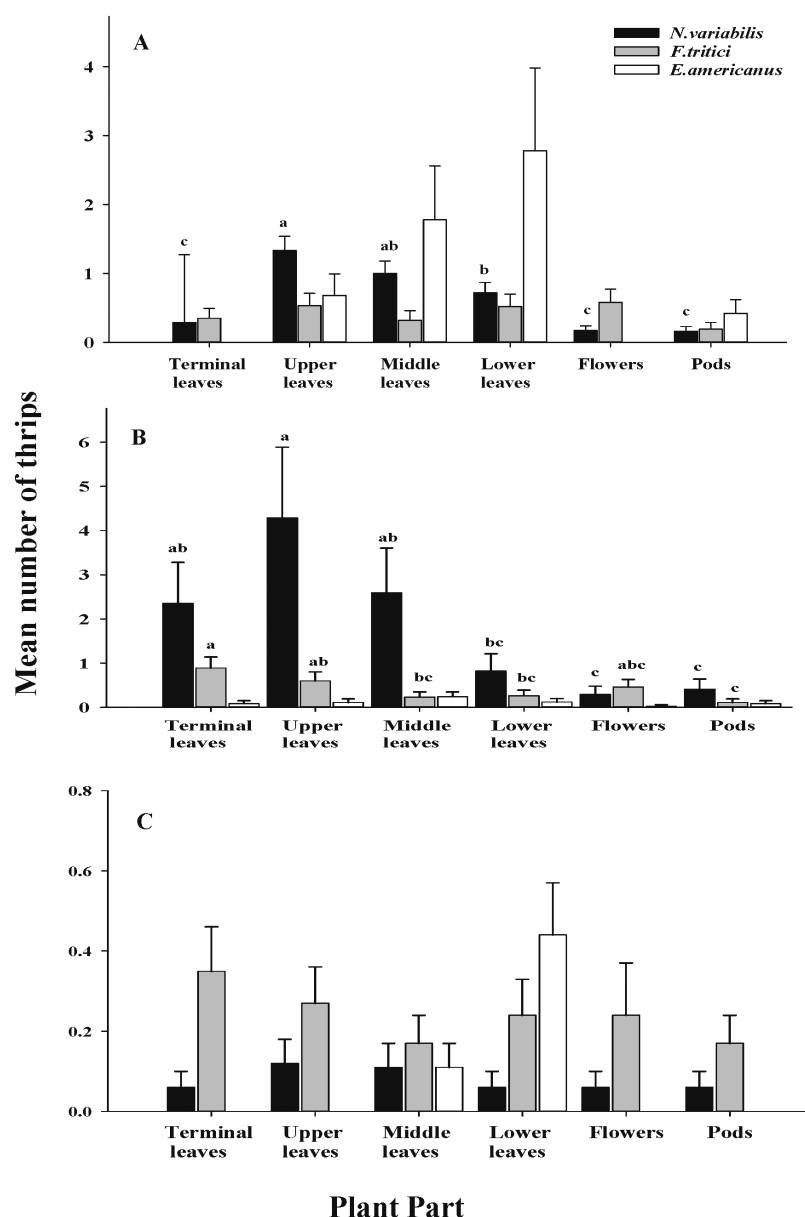 A
N.variabilis
F.tritici
E.americanus
4
3
2
1
0
c
a
ab
b
c
c
Terminal leaves
Upper leaves
Middle leaves
Lower leaves
Flowers
Pods
Mean number of thrips
B
6
5
4
3
2
1
0
ab
a
a
ab
ab
bc
bc
bc
c
abc
c
c
Terminal leaves
Upper leaves
Middle leaves
Lower leaves
Flowers
Pods
C
0.8
0.6
0.4
0.2
0.0
Terminal leaves
Upper leaves
Middle leaves
Lower leaves
Flowers
Pods
Plant Part